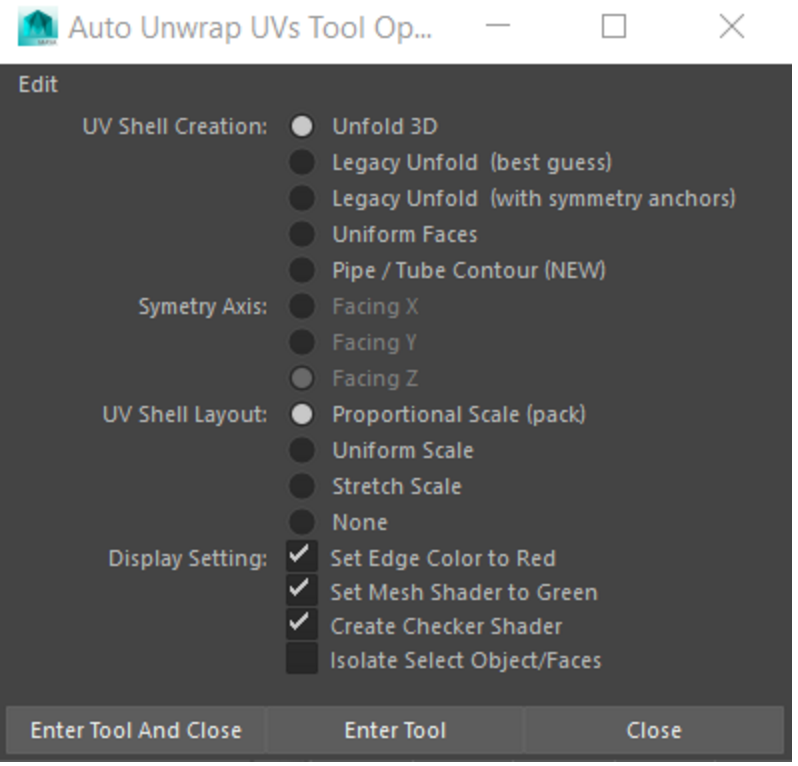 Auto Unwrap UVs Tool Op...
Edit
UV Shell Creation: Unfold 3D
Legacy Unfold (best guess)
Legacy Unfold (with symmetry anchors)
Uniform Faces
Pipe / Tube Contour (NEW)
Symetry Axis: Facing X
Facing Y
Facing Z
UV Shell Layout: Proportional Scale (pack)
Uniform Scale
Stretch Scale
None
Display Setting: Set Edge Color to Red
Set Mesh Shader to Green
Create Checker Shader
Isolate Select Object/Faces
Enter Tool And Close Enter Tool Close